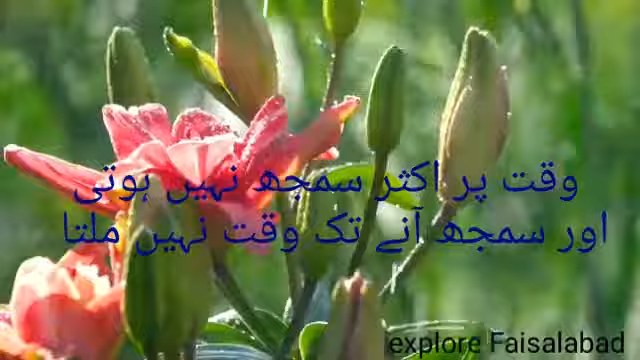 وقت پر اکثر سمجھ نہیں ہوتی
اور سمجھ آنے تک وقت نہیں ملتا
explore Faisalabad